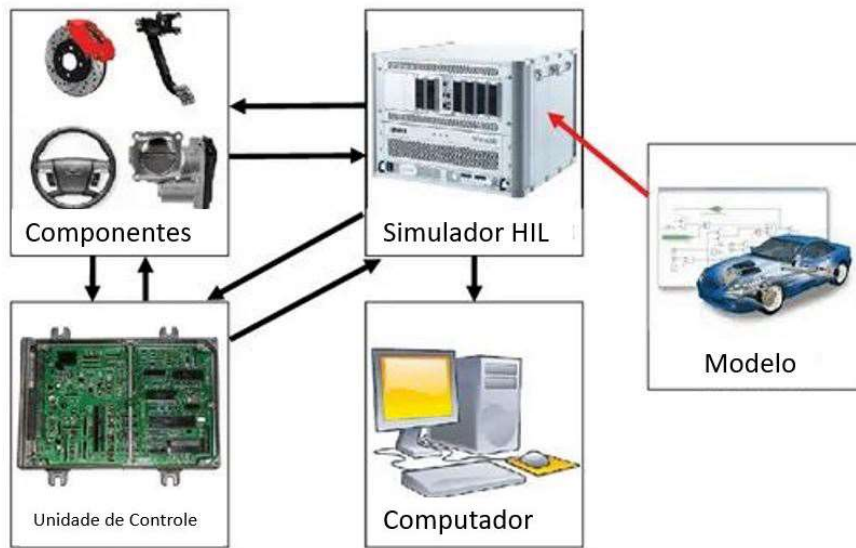 Componentes
Simulador HIL
Modelo
Unidade de Controle
Computador